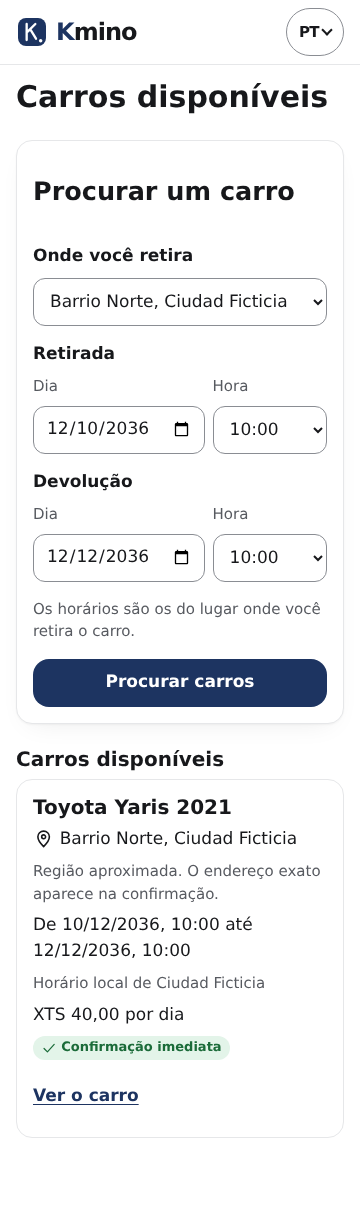 K. Kmino
PT
Carros disponíveis
Procurar um carro
Onde você retira
Barrio Norte, Ciudad Ficticia
Retirada
Dia Hora
12/10/2036 10:00
Devolução
Dia Hora
12/12/2036 10:00
Os horários são os do lugar onde você
retira o carro.
Procurar carros
Carros disponíveis
Toyota Yaris 2021
Barrio Norte, Ciudad Ficticia
Região aproximada. O endereço exato
aparece na confirmação.
De 10/12/2036, 10:00 até
12/12/2036, 10:00
Horário local de Ciudad Ficticia
XTS 40,00 por dia
Confirmação imediata
Ver o carro